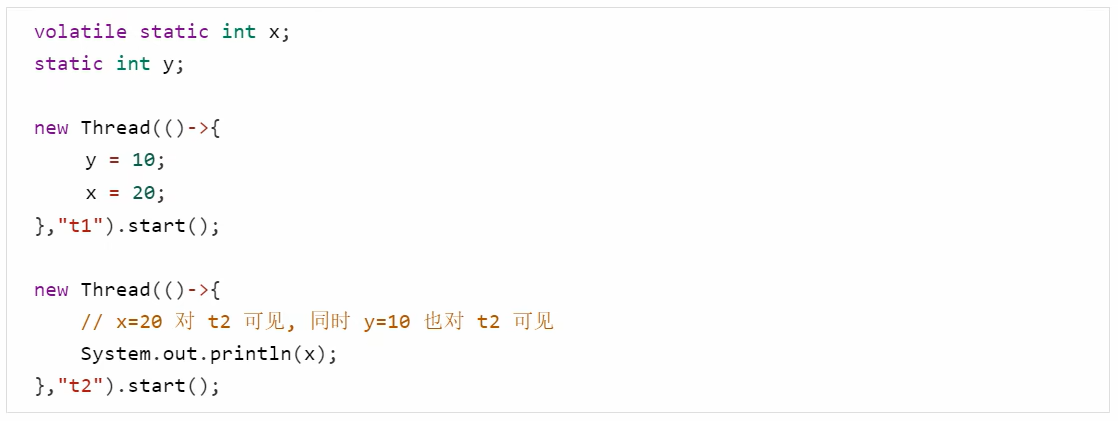 volatile static int x;
static int y;
new Thread(()->{
y = 10;
x = 20;
},"t1").start();
new Thread(()->{
// x=20 对 t2 可见, 同时 y=10 也对 t2 可见
System.out.println(x);
},"t2").start();